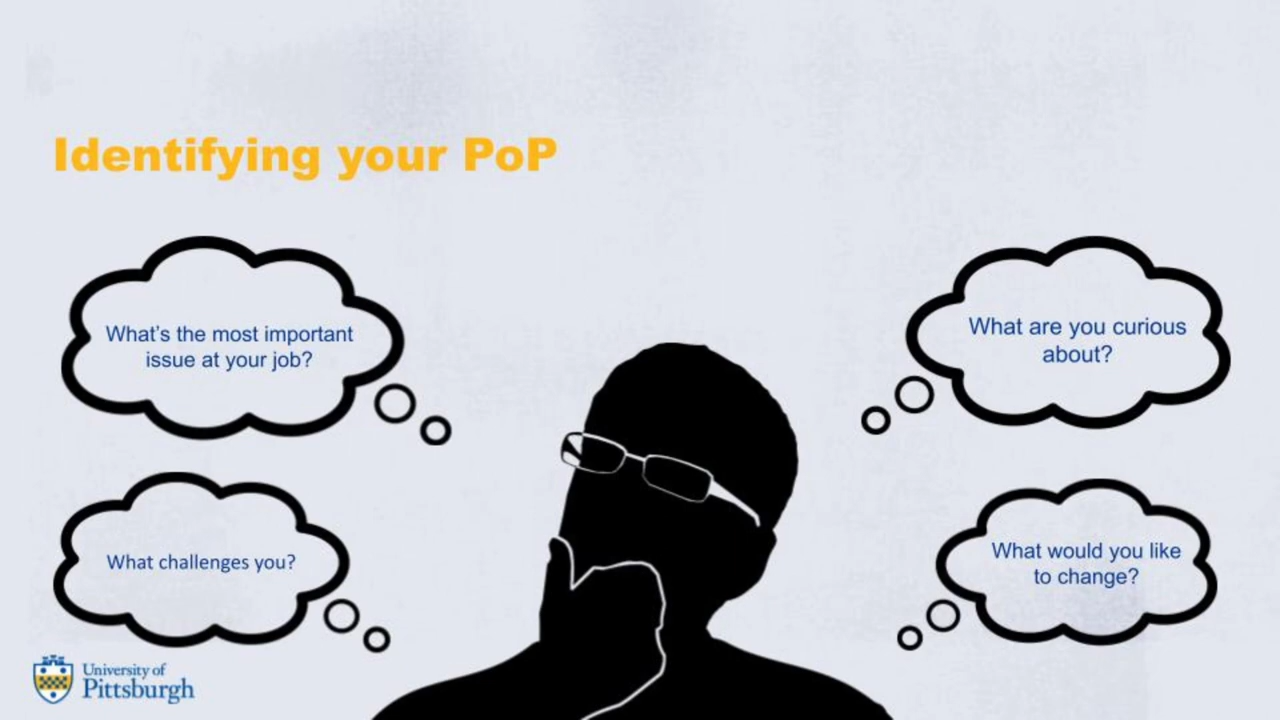 Identifying your PoP
What's the most important
issue at your job?
What are you curious
about?
What challenges you?
What would you like
to change?
University of
Pittsburgh